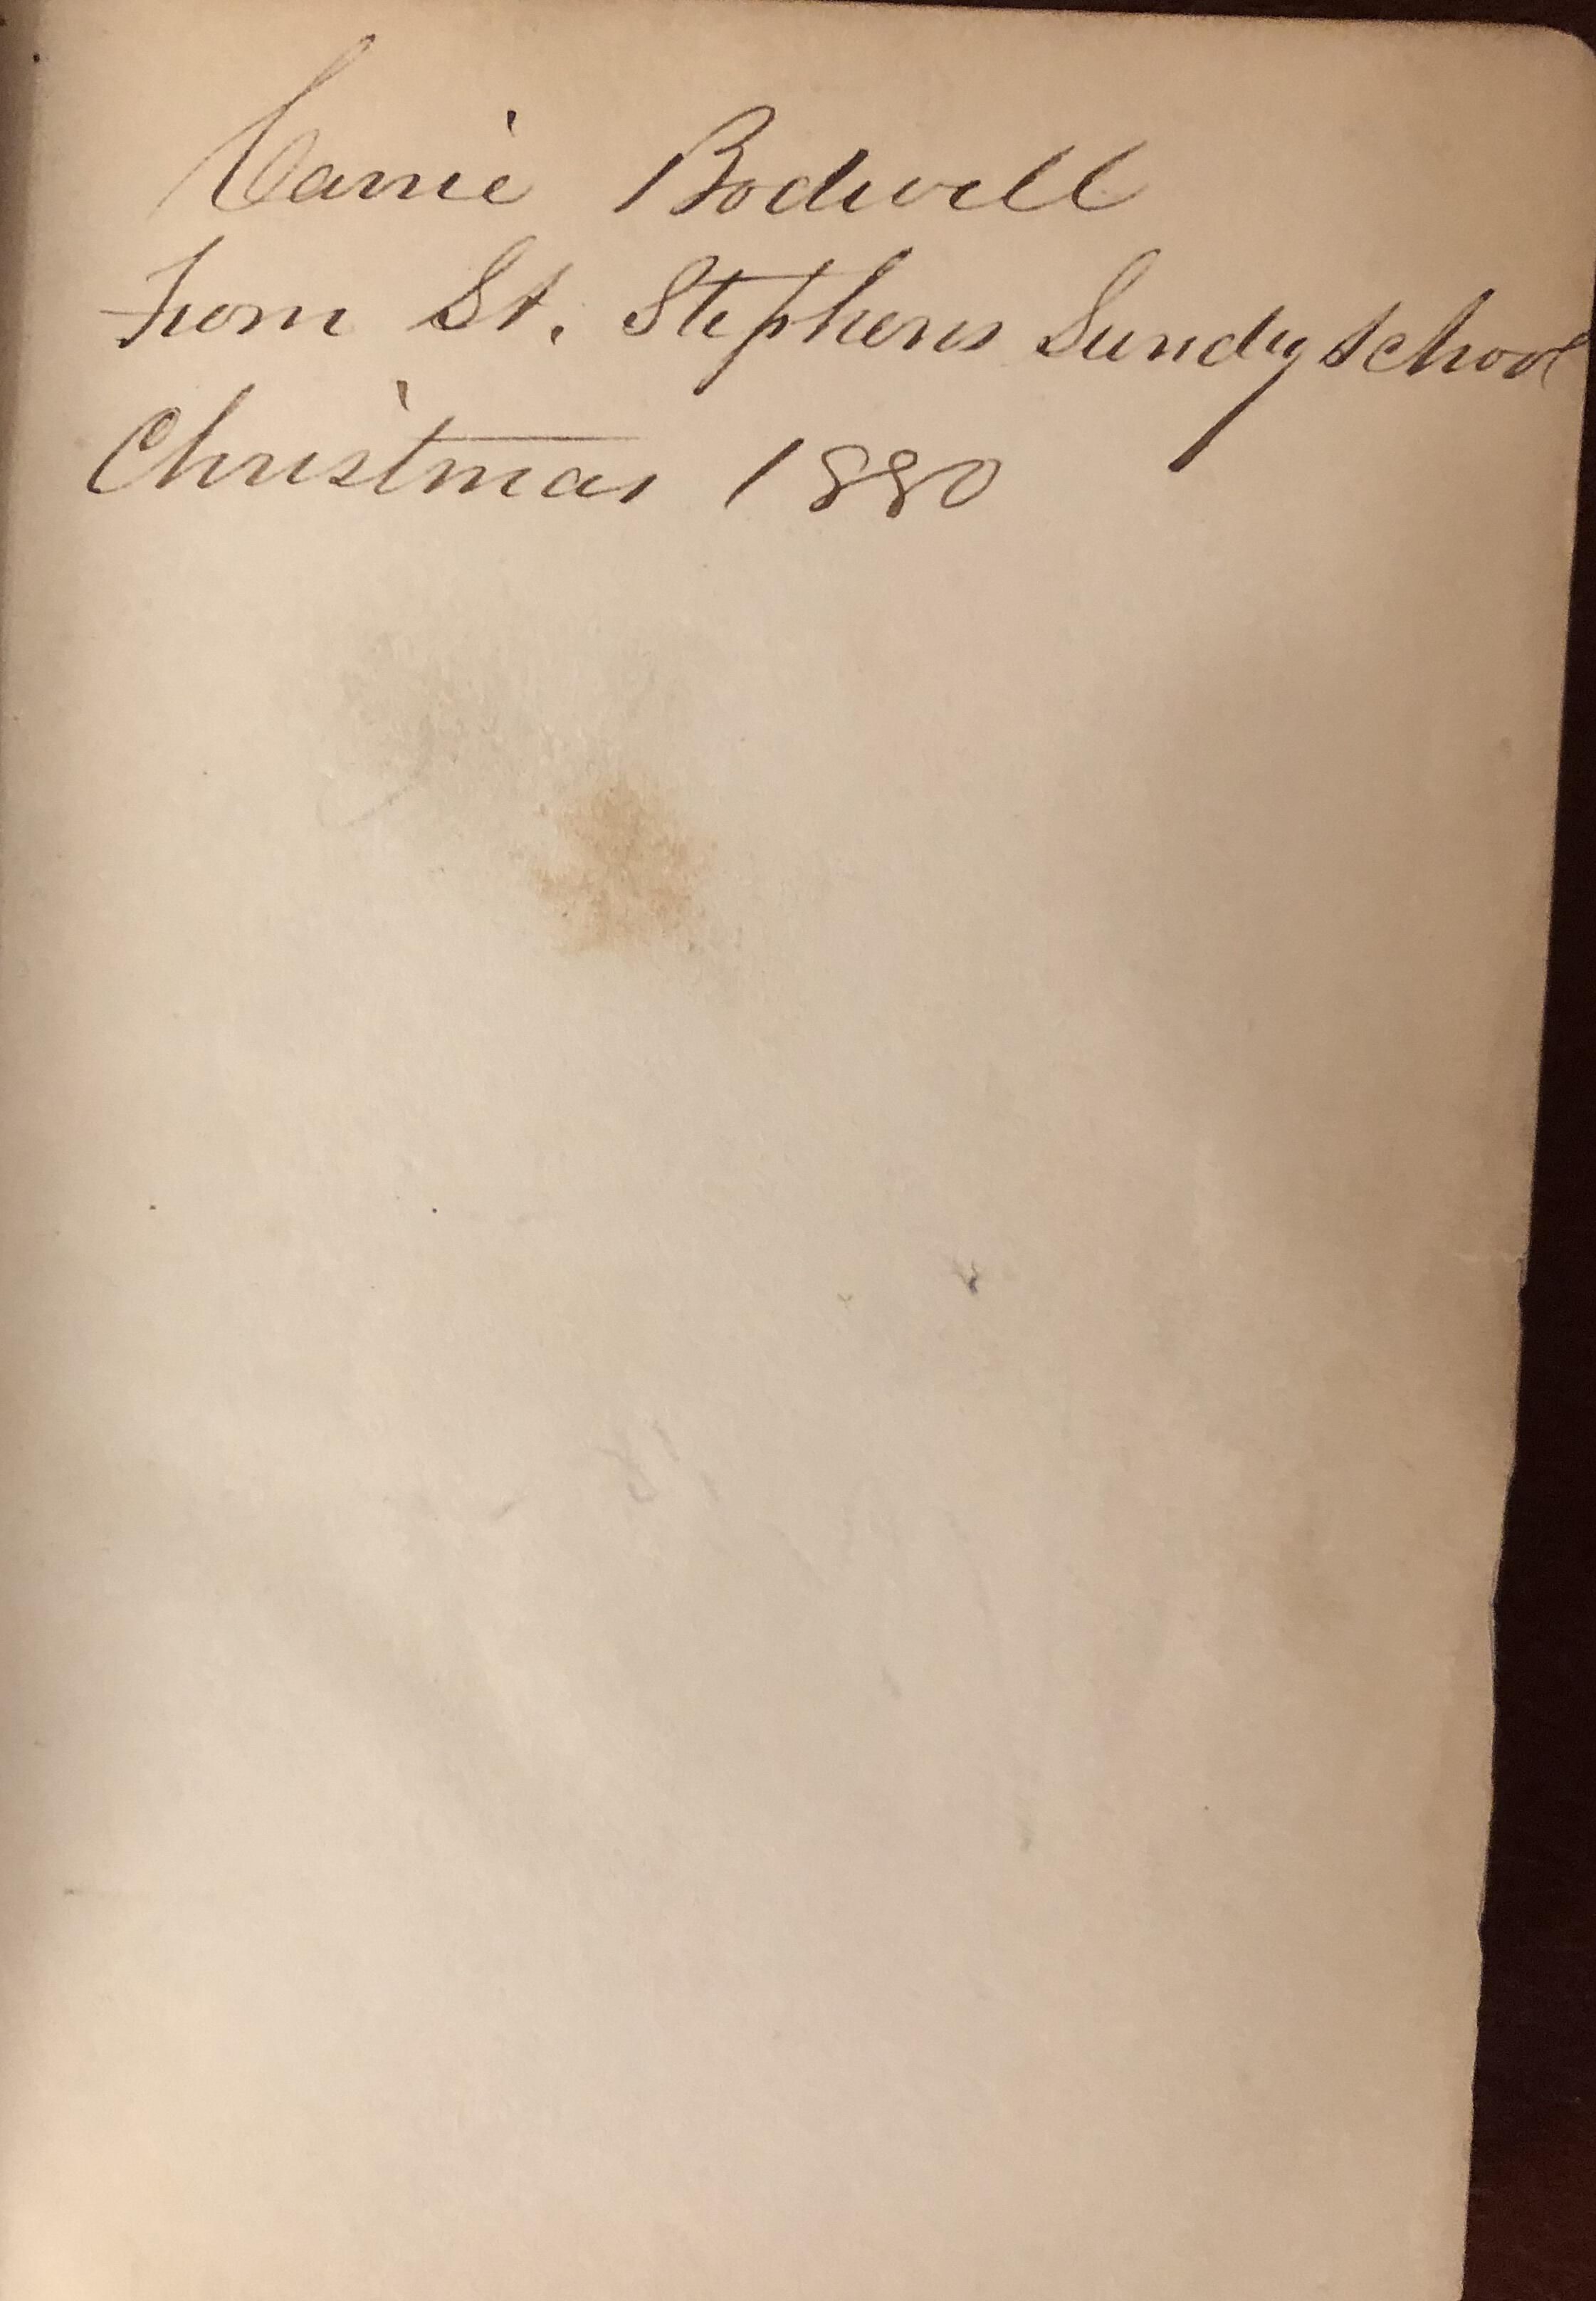 Carrie Bodwell
From St. Stephens Sunday School
Christmas 1880